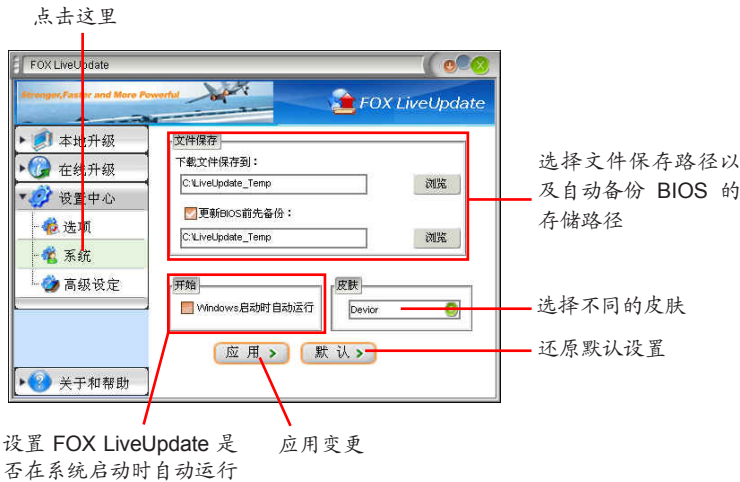 点击这里
FOX LiveUpdate
Stronger,Faster and More Powerful
FOX LiveUpdate
本地升级
在线升级
设置中心
选项
系统
高级设定
关于和帮助
文件保存
下载文件保存到：
C:\LiveUpdate_Temp
浏览
更新BIOS前先备份：
C:\LiveUpdate_Temp
浏览
开始
Windows启动时自动运行
皮肤
Devior
应 用
默 认
选择文件保存路径以
及自动备份 BIOS 的
存储路径
选择不同的皮肤
还原默认设置
设置 FOX LiveUpdate 是
否在系统启动时自动运行
应用变更